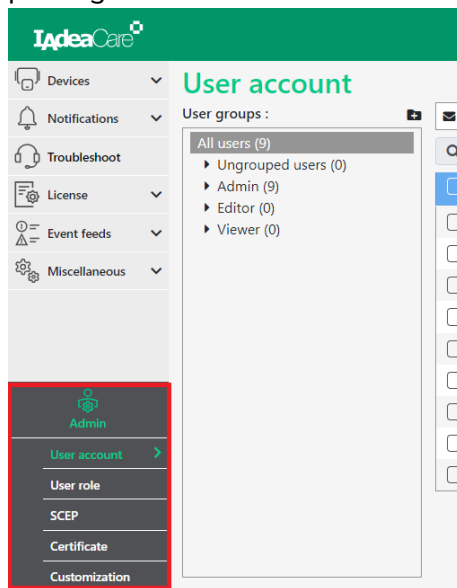 IAdeaCare
Devices
Notifications
Troubleshoot
License
Event feeds
Miscellaneous
Admin
User account
User role
SCEP
Certificate
Customization
User account
User groups :
All users (9)
Ungrouped users (0)
Admin (9)
Editor (0)
Viewer (0)